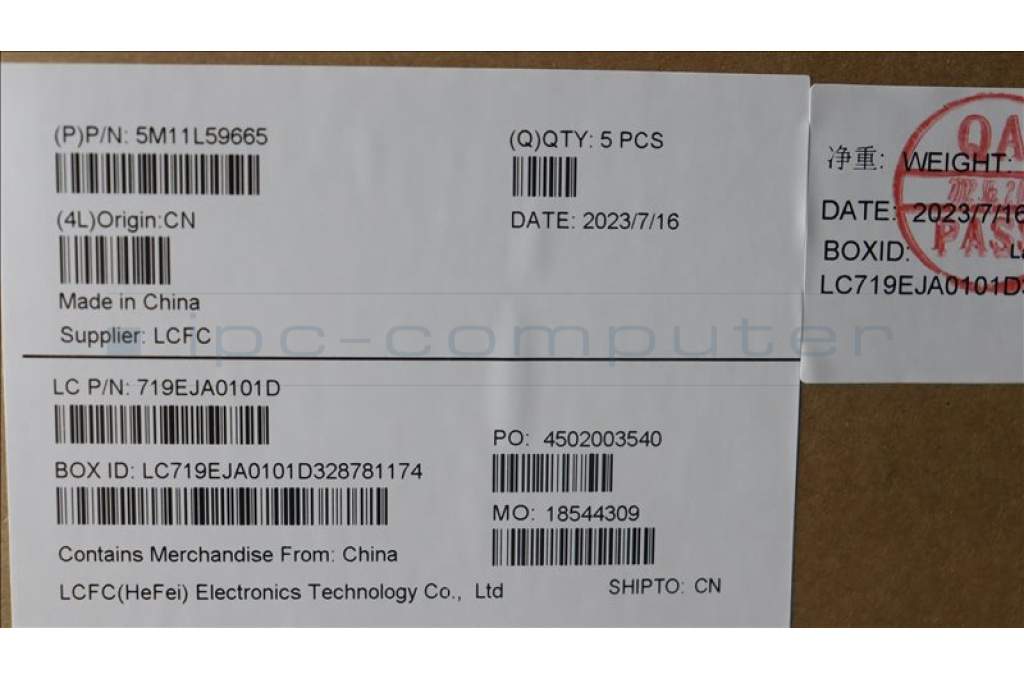 (P)P/N: 5M11L59665
(Q)QTY: 5 PCS
(4L)Origin:CN
DATE: 2023/7/16
Made in China
Supplier: LCFC
LC P/N: 719EJA0101D
PO: 4502003540
BOX ID: LC719EJA0101D328781174
MO: 18544309
Contains Merchandise From: China
LCFC(HeFei) Electronics Technology Co., Ltd
SHIPTO: CN
净重: WEIGHT:
DATE: 2023/7/16
BOXID:
LC719EJA0101D
QA
PASS
ipc-computer